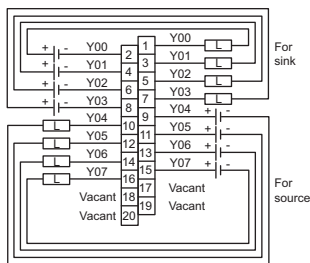 Y00
+ - Y00 1 L
2 Y01
+ - Y01 3 L For
4 Y02 sink
+ - Y02 5 L
6 Y03
+ - Y03 7 L
8 Y04 + -
Y04 9
L 10 Y05 + -
Y05 11
L 12 Y06 + -
Y06 13
L 14 Y07 + -
Y07 15
L 16
17 Vacant For
Vacant 18 source
19 Vacant
Vacant 20